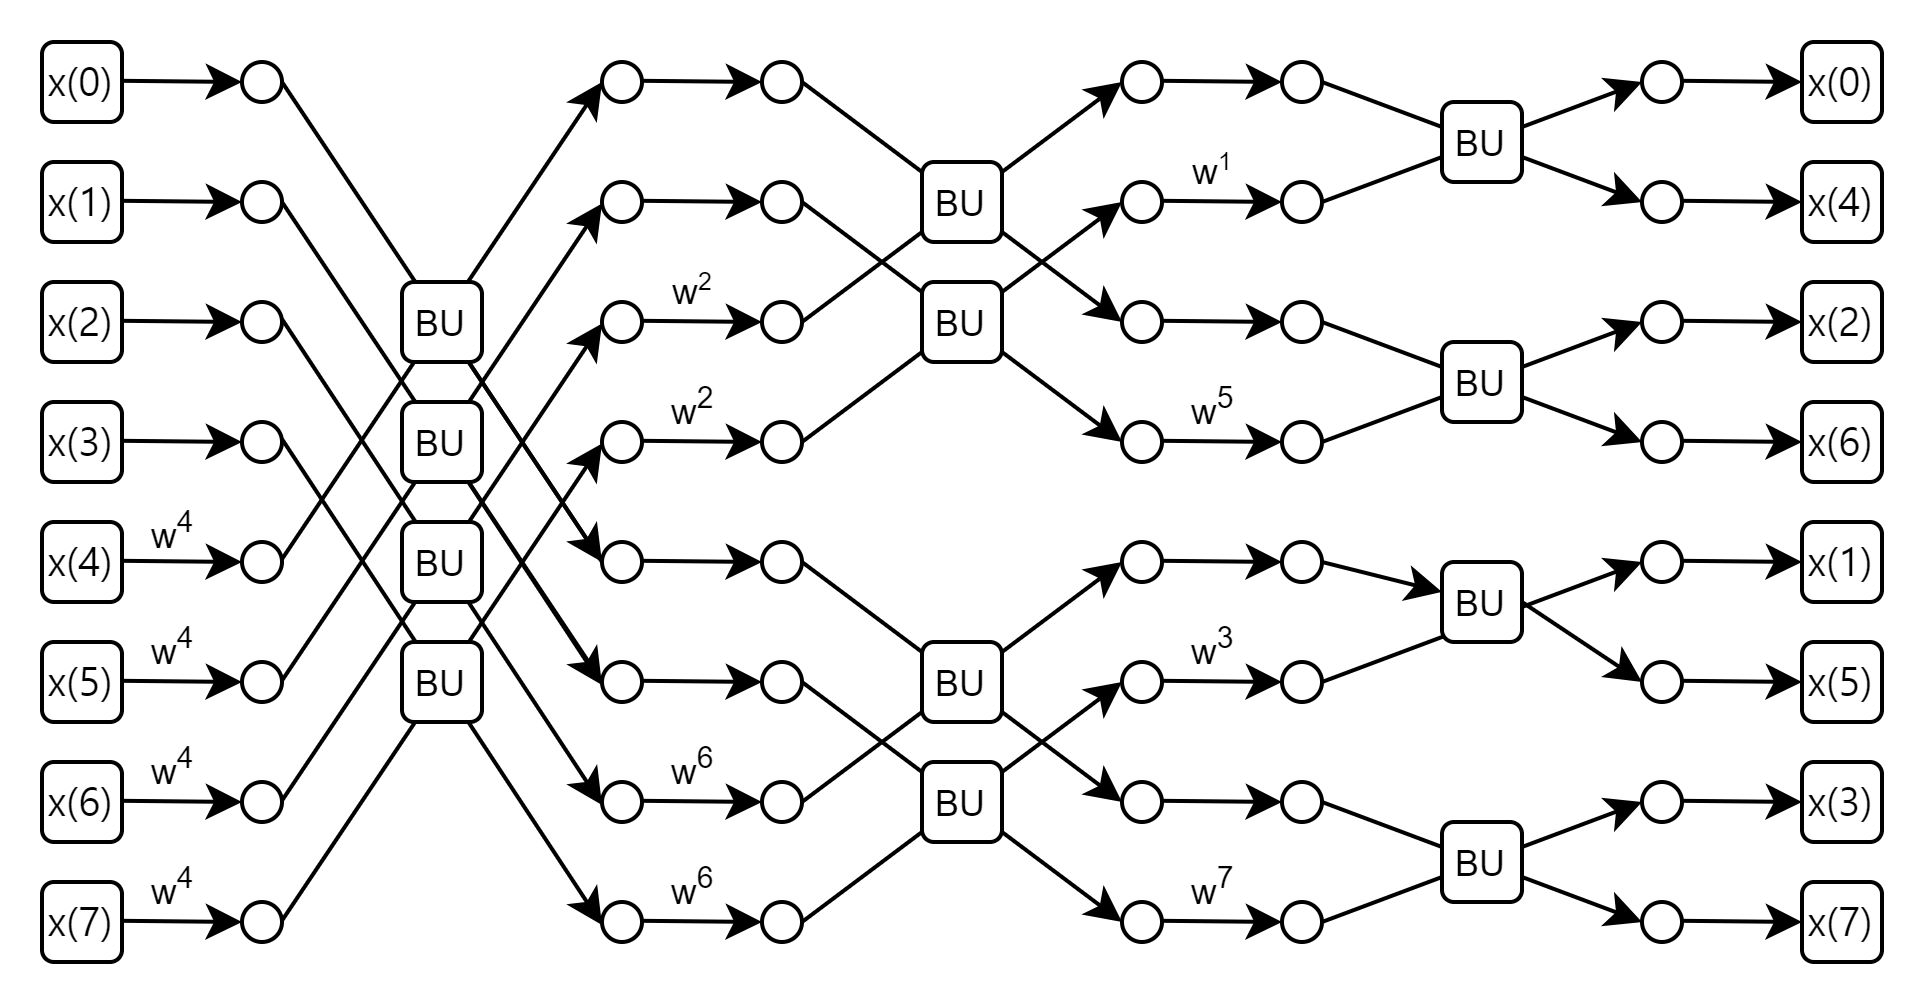 x(0) x(0)
BU
x(1) w¹ x(4)
BU
x(2) BU w² BU x(2)
BU
x(3) BU w² w⁵ x(6)
x(4) w⁴ BU x(1)
BU
x(5) w⁴ BU BU w³ x(5)
x(6) w⁴ w⁶ BU x(3)
BU
x(7) w⁴ w⁶ w⁷ x(7)